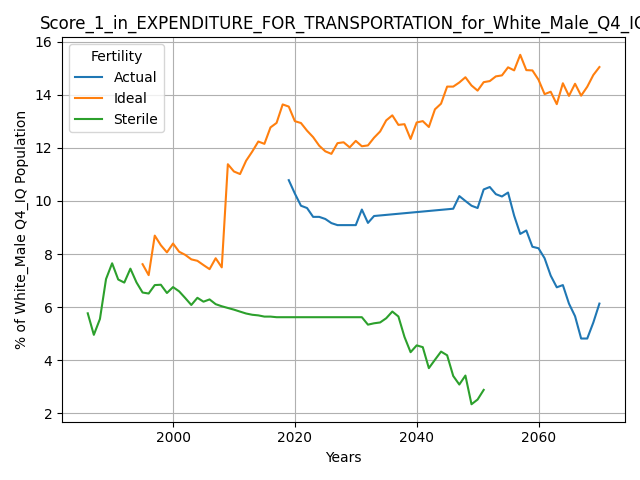 Score_1_in_EXPENDITURE_FOR_TRANSPORTATION_for_White_Male_Q4_IQ
Fertility
Actual
Ideal
Sterile
16
14
12
10
8
6
4
2
% of White_Male Q4_IQ Population
2000 2020 2040 2060
Years